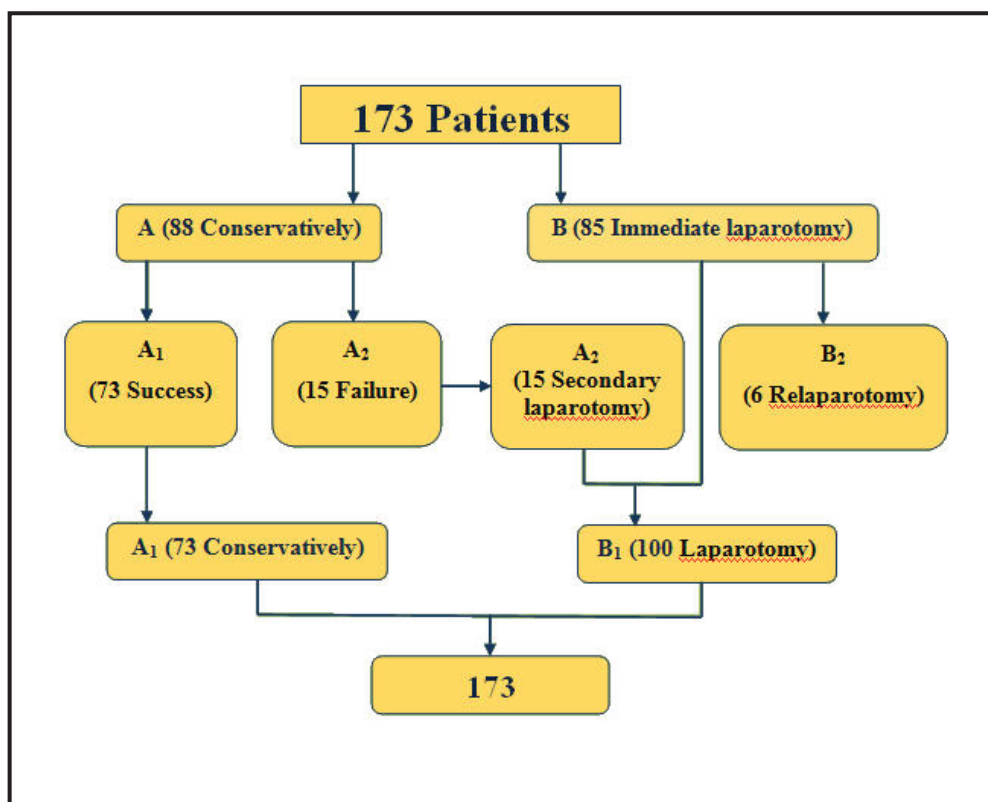 173 Patients
A (88 Conservatively)
B (85 Immediate laparotomy)
A₁
(73 Success)
A₂
(15 Failure)
A₂
(15 Secondary
laparotomy)
B₂
(6 Relaparotomy)
A₁ (73 Conservatively)
B₁ (100 Laparotomy)
173